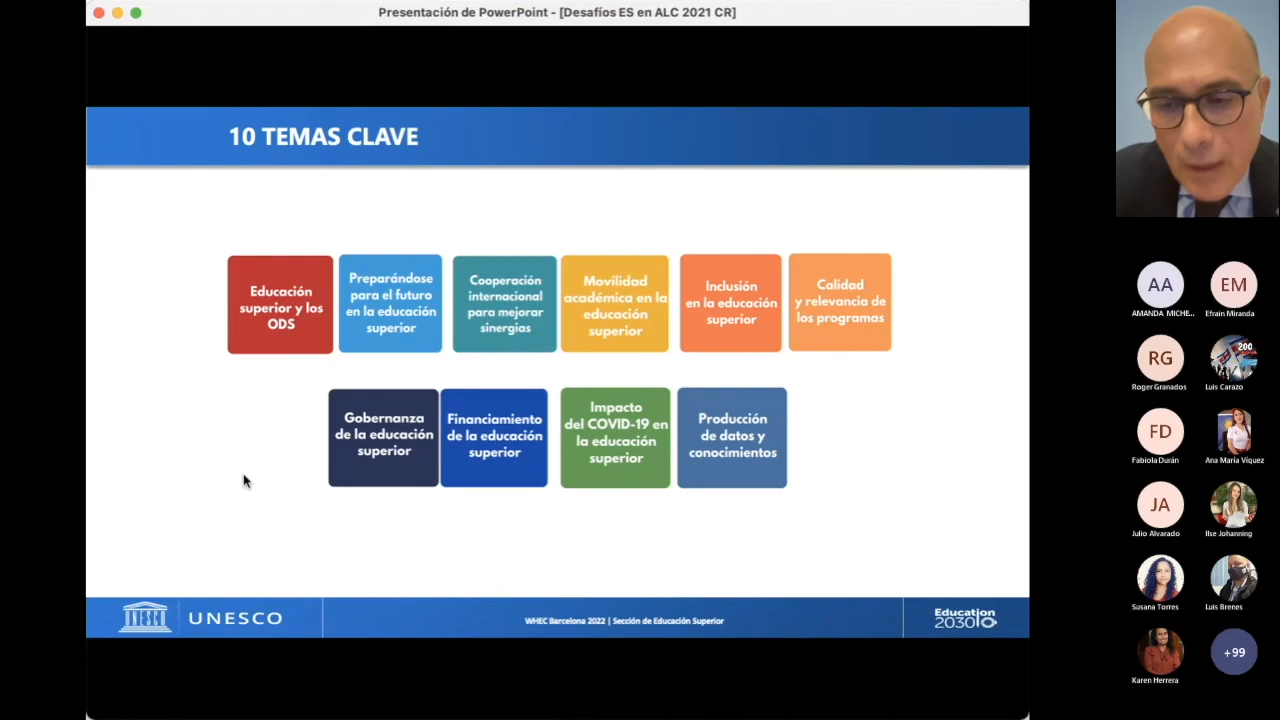 Presentación de PowerPoint - [Desafíos ES en ALC 2021 CR]
10 TEMAS CLAVE
Educación
superior y los
ODS
Preparándose
para el futuro
en la educación
superior
Cooperación
internacional
para mejorar
sinergias
Movilidad
académica en la
educación
superior
Inclusión
en la educación
superior
Calidad
y relevancia de
los programas
Gobernanza
de la educación
superior
Financiamiento
de la educación
superior
Impacto
del COVID-19 en
la educación
superior
Producción
de datos y
conocimientos
UNESCO
UNESCO
WHEC Barcelona 2022 | Sección de Educación Superior
Education
2030
AA
AMANDA MICHE...
EM
Efrain Miranda
RG
Roger Granados
200
Luis Carazo
FD
Fabiola Durán
Ana María Víquez
JA
Julio Alvarado
Ilse Johanning
Susana Torres
Luis Brenes
Karen Herrera
+99